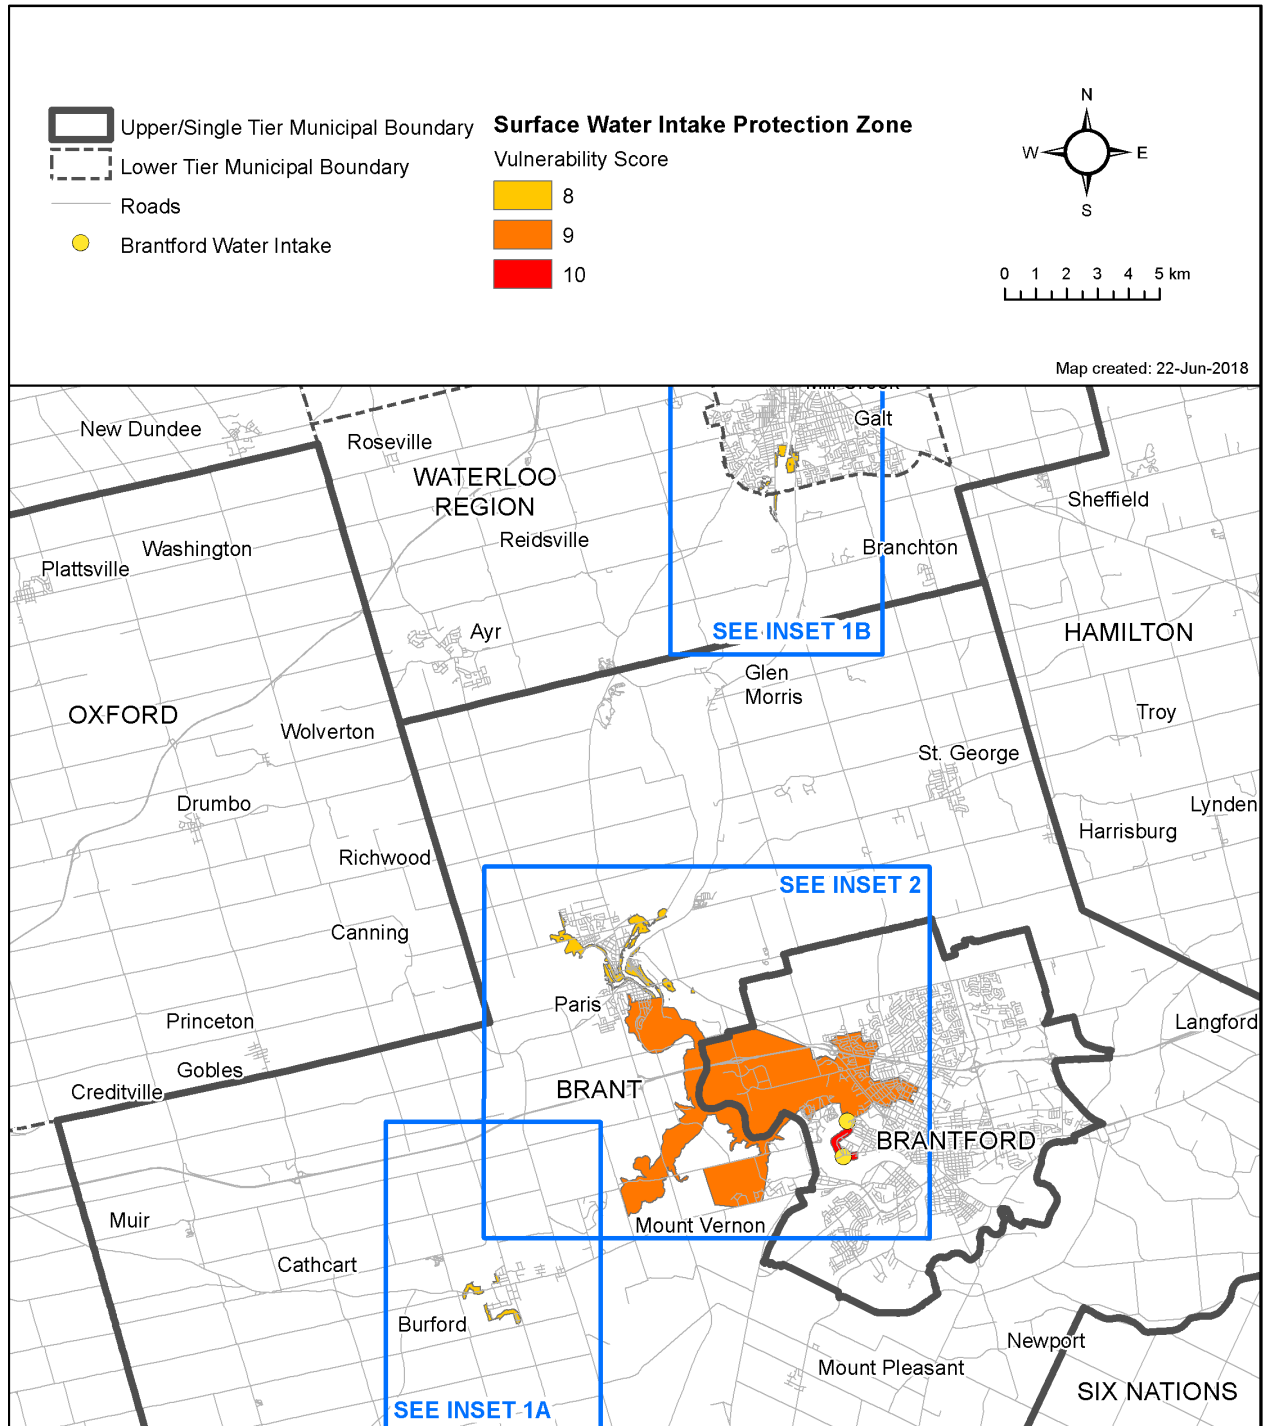 Upper/Single Tier Municipal Boundary
Lower Tier Municipal Boundary
Roads
Brantford Water Intake
Surface Water Intake Protection Zone
Vulnerability Score
8
9
10
N
W E
S
0 1 2 3 4 5 km
Map created: 22-Jun-2018
Mill Creek
Galt
New Dundee
Roseville
WATERLOO
REGION
Sheffield
Reidsville
Washington
Branchton
Plattsville
Ayr
SEE INSET 1B
HAMILTON
Glen
Morris
OXFORD
Wolverton
Troy
St. George
Drumbo
Lynden
Harrisburg
Richwood
SEE INSET 2
Canning
Paris
Princeton
Langford
Gobles
Creditville
BRANT
BRANTFORD
Muir
Mount Vernon
Cathcart
Burford
Newport
Mount Pleasant
SIX NATIONS
SEE INSET 1A